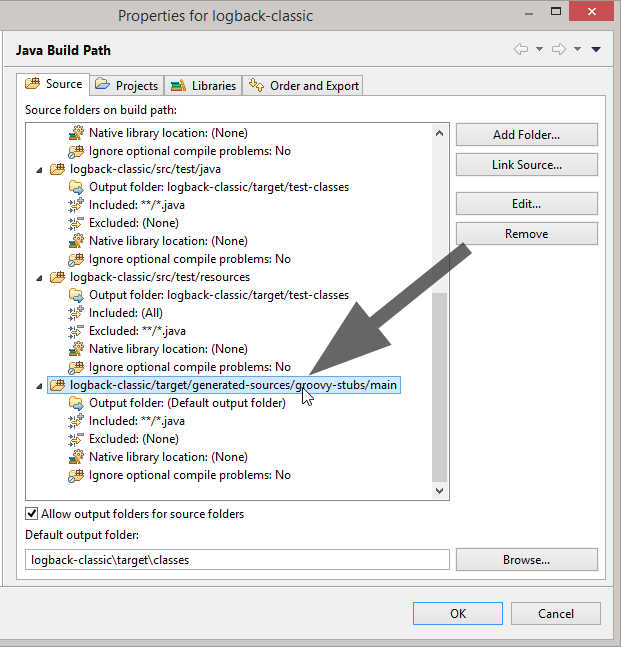 Properties for logback-classic
Java Build Path
Source
Projects
Libraries
Order and Export
Source folders on build path:
Native library location: (None)
Ignore optional compile problems: No
logback-classic/src/test/java
Output folder: logback-classic/target/test-classes
Included: **/*.java
Excluded: (None)
Native library location: (None)
Ignore optional compile problems: No
logback-classic/src/test/resources
Output folder: logback-classic/target/test-classes
Included: (All)
Excluded: **/*.java
Native library location: (None)
Ignore optional compile problems: No
logback-classic/target/generated-sources/groovy-stubs/main
Output folder: (Default output folder)
Included: **/*.java
Excluded: (None)
Native library location: (None)
Ignore optional compile problems: No
Add Folder...
Link Source...
Edit...
Remove
Allow output folders for source folders
Default output folder:
logback-classic\target\classes
Browse...
OK
Cancel